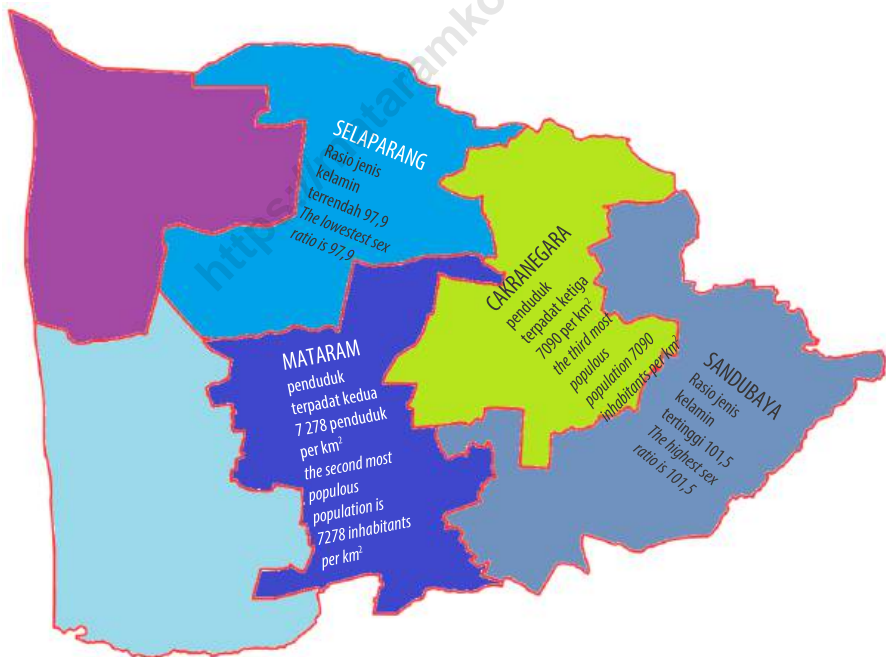 https://mataramko
SELAPARANG
Rasio jenis
kelamin
terrendah 97,9
The lowestest sex
ratio is 97,9
CAKRANEGARA
penduduk
terpadat ketiga
7090 per km²
the third most
populous
population 7090
inhabitants per km²
MATARAM
penduduk
terpadat kedua
7 278 penduduk
per km²
the second most
populous
population is
7278 inhabitants
per km²
SANDUBAYA
Rasio jenis
kelamin
tertinggi 101,5
The highest sex
ratio is 101,5